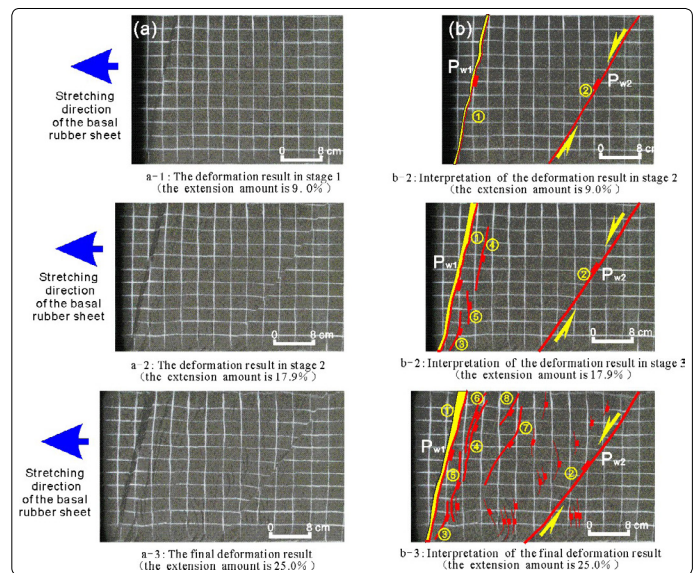 (a)
(b)
Stretching
direction
of the basal
rubber sheet
8 cm
Pw1
①
②
Pw2
8 cm
a-1: The deformation result in stage 1
(the extension amount is 9.0%)
b-2: Interpretation of the deformation result in stage 2
(the extension amount is 9.0%)
Stretching
direction
of the basal
rubber sheet
8 cm
Pw1
①
④
⑤
③
②
Pw2
8 cm
a-2: The deformation result in stage 2
(the extension amount is 17.9%)
b-2: Interpretation of the deformation result in stage 3
(the extension amount is 17.9%)
Stretching
direction
of the basal
rubber sheet
8 cm
①
⑥
⑧
⑦
Pw1
④
⑤
③
②
Pw2
8 cm
a-3: The final deformation result
(the extension amount is 25.0%)
b-3: Interpretation of the final deformation result
(the extension amount is 25.0%)